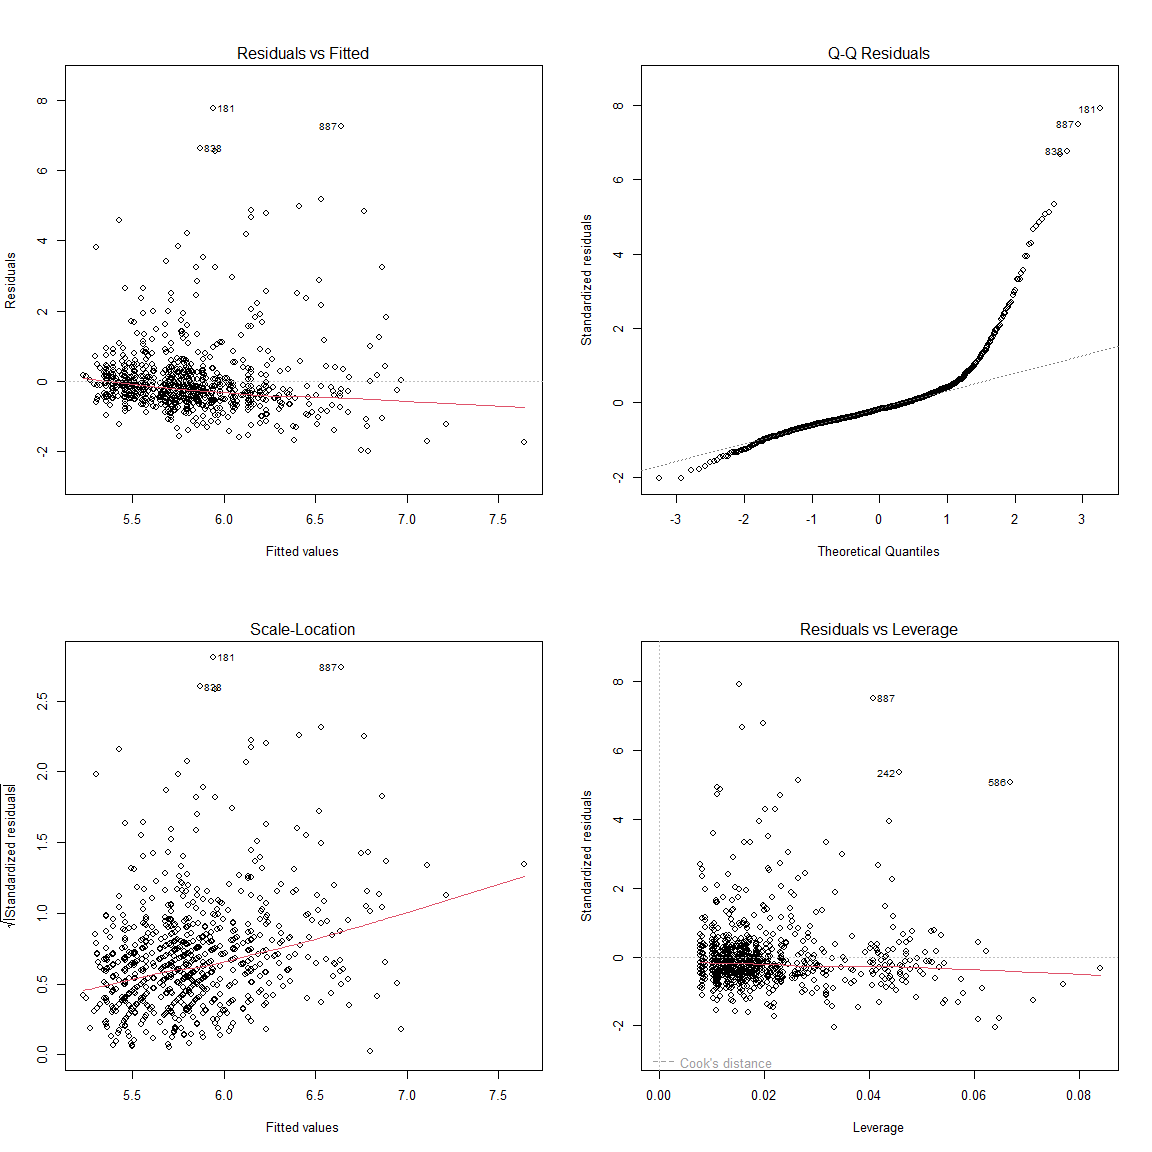 Residuals vs Fitted
Residuals
8
6
4
2
0
-2
181
887
838
5.5 6.0 6.5 7.0 7.5
Fitted values
Q-Q Residuals
Standardized residuals
8
6
4
2
0
-2
181
887
838
-3 -2 -1 0 1 2 3
Theoretical Quantiles
Scale-Location
√|Standardized residuals|
2.5
2.0
1.5
1.0
0.5
0.0
181
887
838
5.5 6.0 6.5 7.0 7.5
Fitted values
Residuals vs Leverage
Standardized residuals
8
6
4
2
0
-2
887
242
586
Cook's distance
0.00 0.02 0.04 0.06 0.08
Leverage